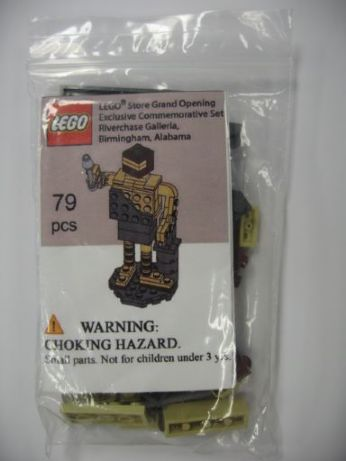 LEGO® Store Grand Opening
Exclusive Commemorative Set
Riverchase Galleria,
Birmingham, Alabama
LEGO
79
pcs
WARNING:
CHOKING HAZARD.
Small parts. Not for children under 3 yrs.